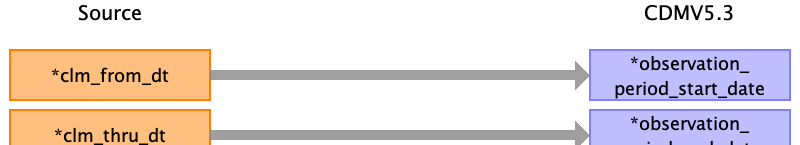 Source
CDMV5.3
*clm_from_dt
*observation_
period_start_date
*clm_thru_dt
*observation_